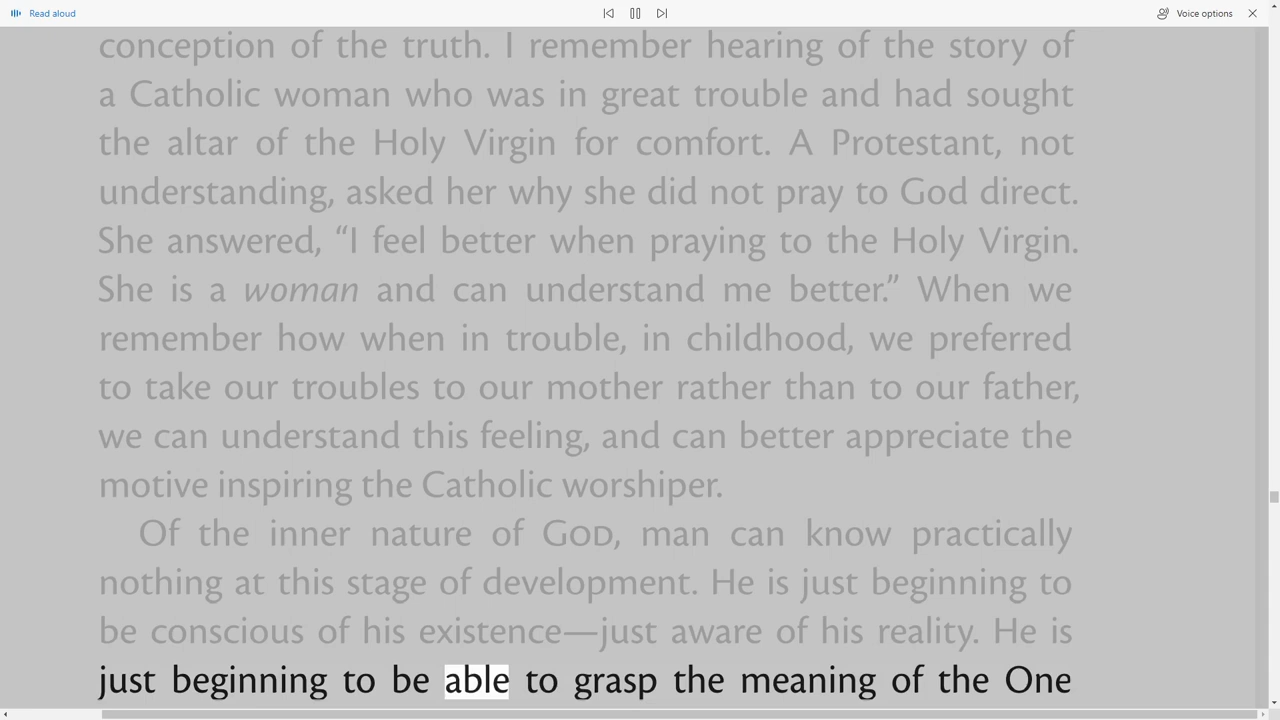 Read aloud
Voice options
conception of the truth. I remember hearing of the story of
a Catholic woman who was in great trouble and had sought
the altar of the Holy Virgin for comfort. A Protestant, not
understanding, asked her why she did not pray to God direct.
She answered, “I feel better when praying to the Holy Virgin.
She is a woman and can understand me better.” When we
remember how when in trouble, in childhood, we preferred
to take our troubles to our mother rather than to our father,
we can understand this feeling, and can better appreciate the
motive inspiring the Catholic worshiper.
Of the inner nature of GOD, man can know practically
nothing at this stage of development. He is just beginning to
be conscious of his existence—just aware of his reality. He is
just beginning to be able to grasp the meaning of the One